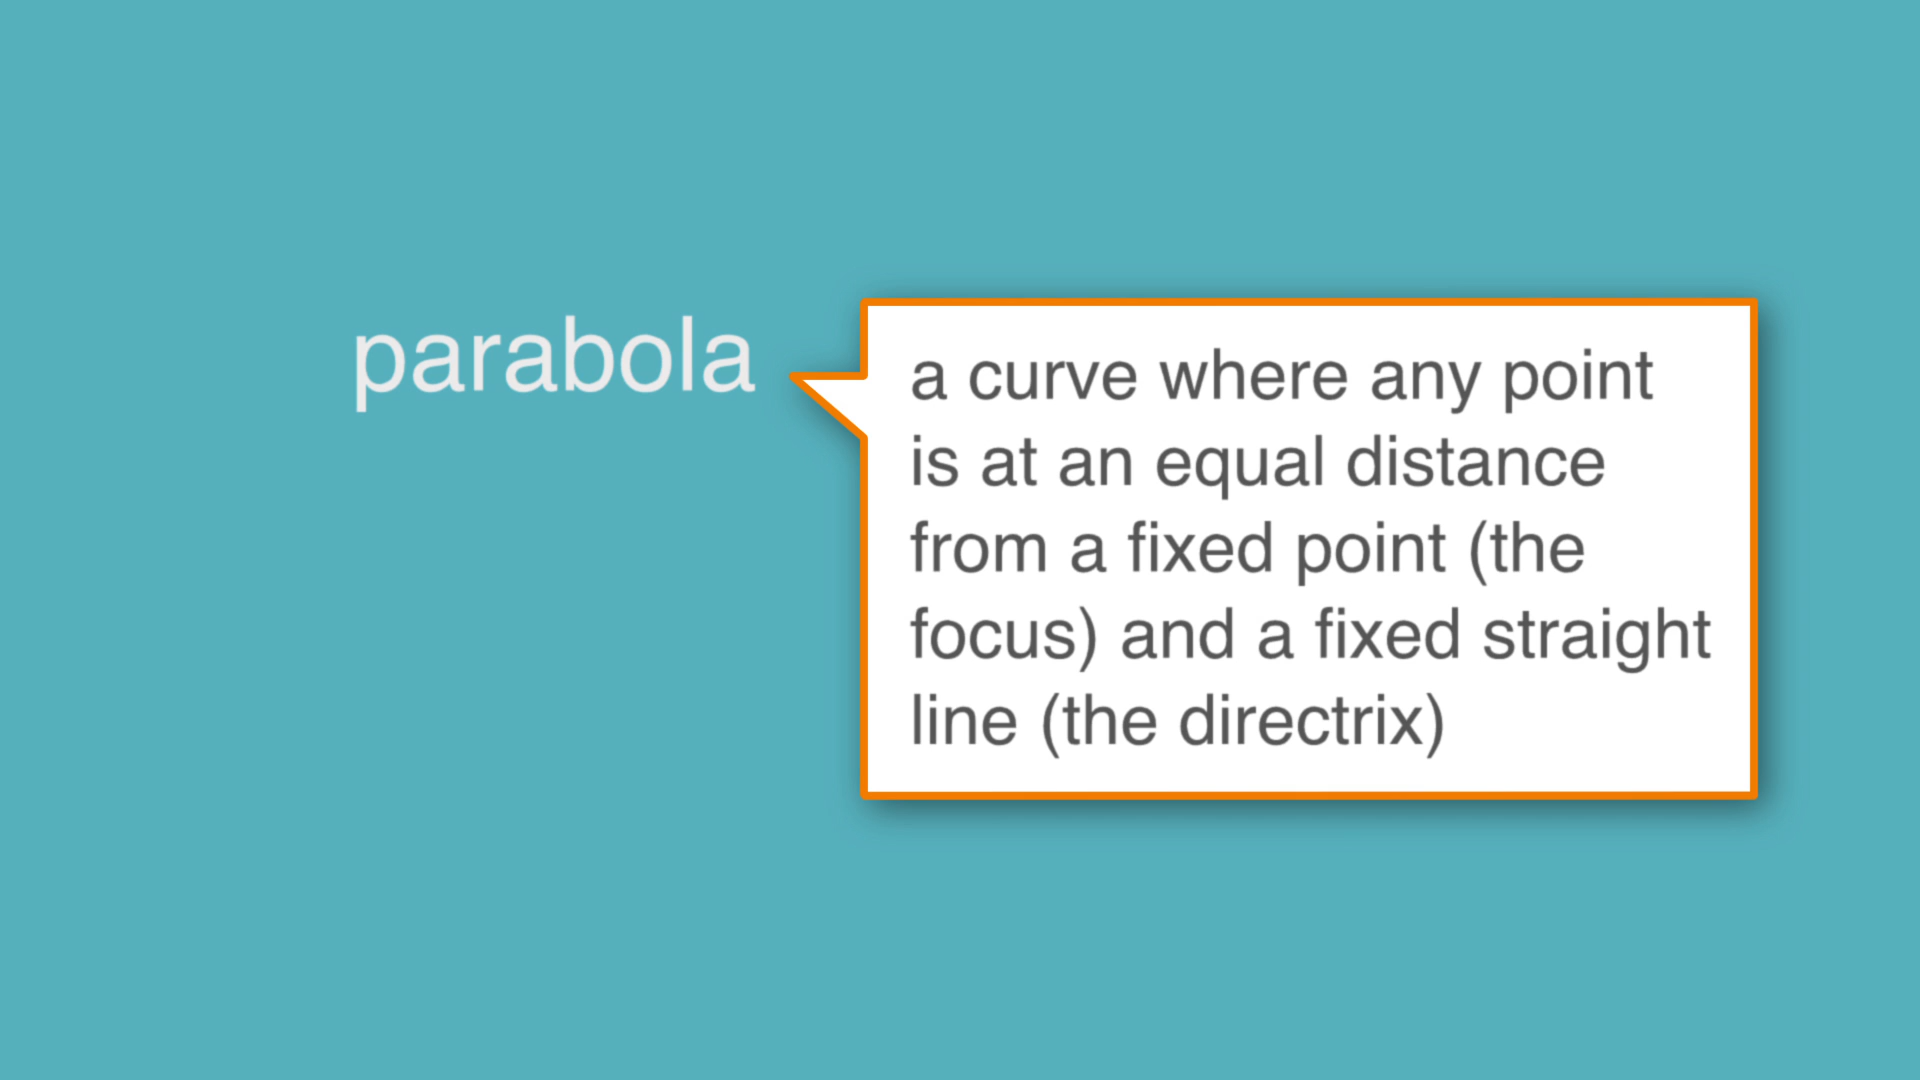 parabola
a curve where any point
is at an equal distance
from a fixed point (the
focus) and a fixed straight
line (the directrix)